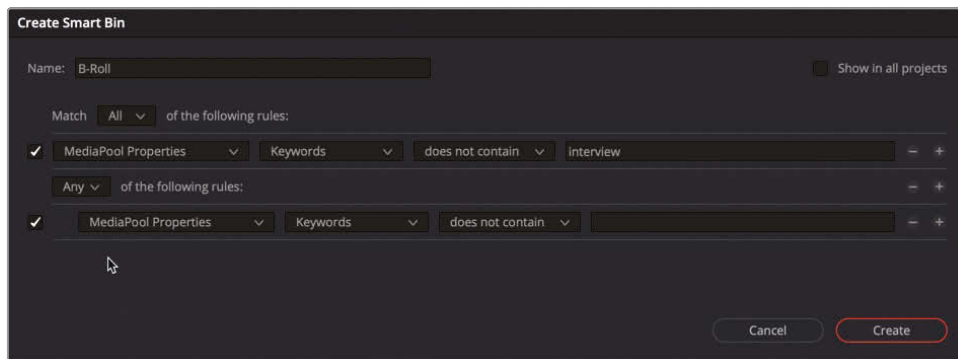 Create Smart Bin
Name: B-Roll Show in all projects
Match All of the following rules:
MediaPool Properties Keywords does not contain interview
Any of the following rules:
MediaPool Properties Keywords does not contain
Cancel Create